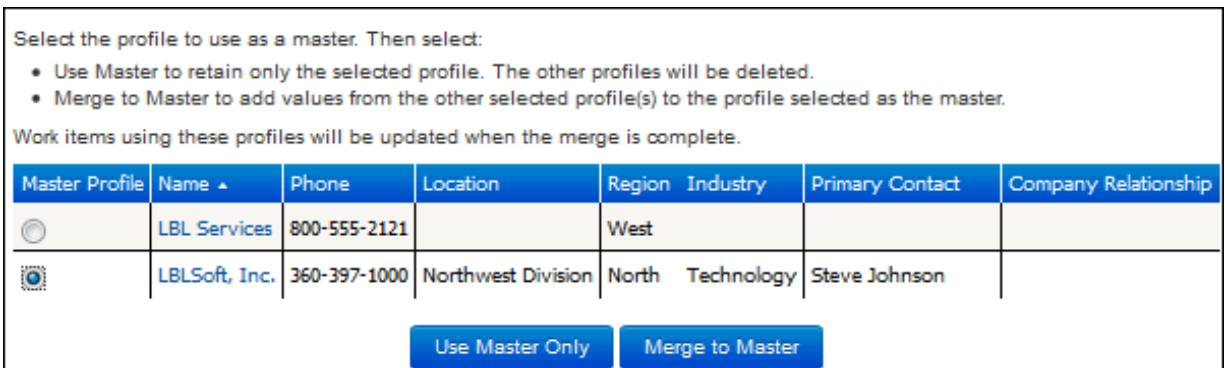 Select the profile to use as a master. Then select:
• Use Master to retain only the selected profile. The other profiles will be deleted.
• Merge to Master to add values from the other selected profile(s) to the profile selected as the master.
Work items using these profiles will be updated when the merge is complete.
Master Profile Name ▲ Phone Location Region Industry Primary Contact Company Relationship
LBL Services 800-555-2121 West
LBLSoft, Inc. 360-397-1000 Northwest Division North Technology Steve Johnson
Use Master Only Merge to Master